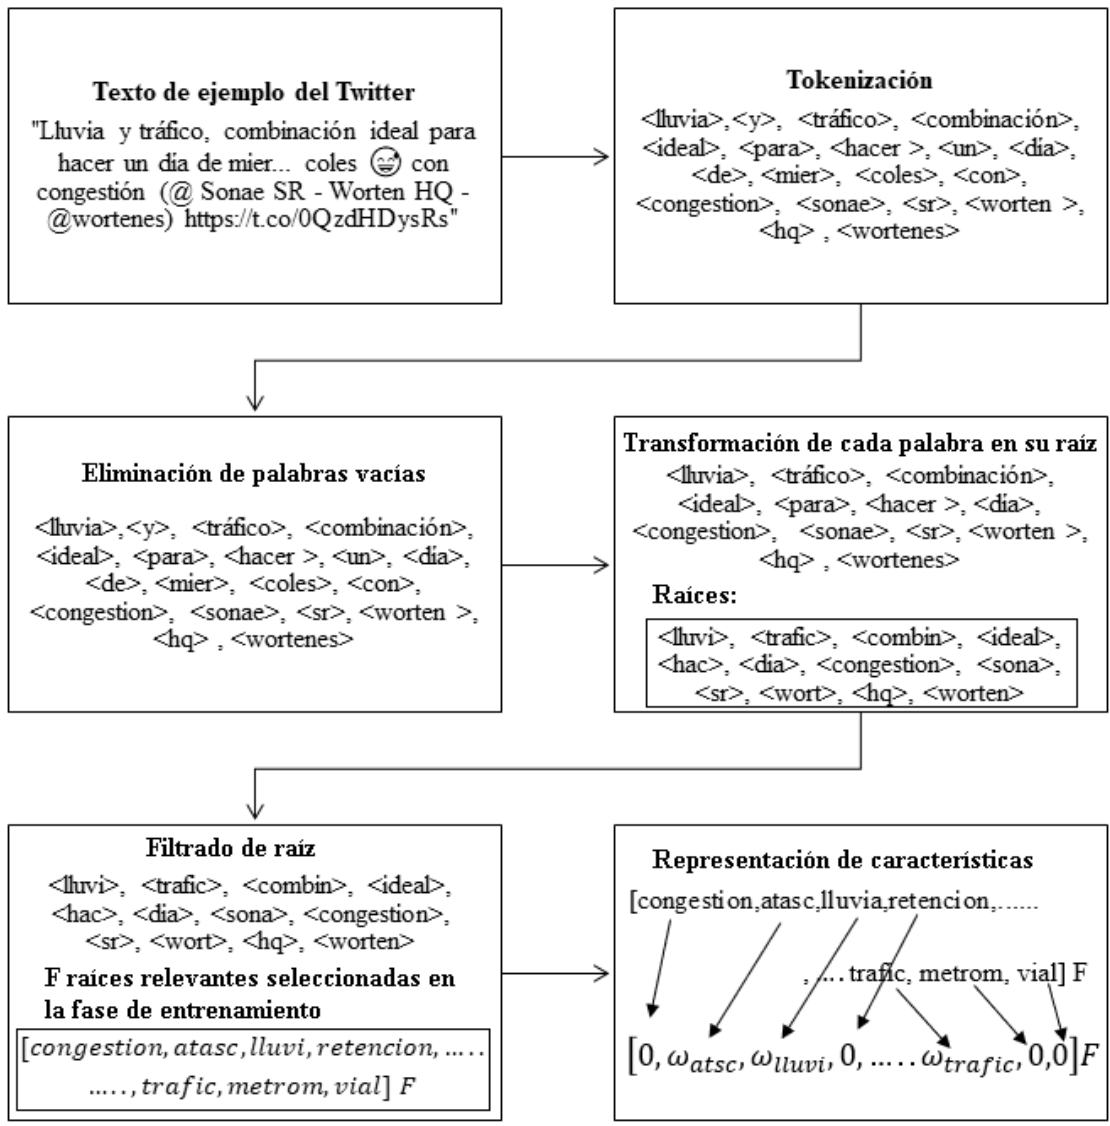 Texto de ejemplo del Twitter
"Lluvia y tráfico, combinación ideal para
hacer un día de mier... coles 😅 con
congestión (@ Sonae SR - Worten HQ -
@wortenes) https://t.co/0QzdHDysRs"
Tokenización
<lluvia>,<y>, <tráfico>, <combinación>,
<ideal>, <para>, <hacer >, <un>, <día>,
<de>, <mier>, <coles>, <con>,
<congestion>, <sonae>, <sr>, <worten >,
<hq> , <wortenes>
Eliminación de palabras vacías
<lluvia>,<y>, <tráfico>, <combinación>,
<ideal>, <para>, <hacer >, <un>, <día>,
<de>, <mier>, <coles>, <con>,
<congestion>, <sonae>, <sr>, <worten >,
<hq> , <wortenes>
Transformación de cada palabra en su raíz
<lluvia>, <tráfico>, <combinación>,
<ideal>, <para>, <hacer >, <día>,
<congestion>, <sonae>, <sr>, <worten >,
<hq> , <wortenes>
Raíces:
<lluvi>, <trafic>, <combin>, <ideal>,
<hac>, <dia>, <congestion>, <sona>,
<sr>, <wort>, <hq>, <worten>
Filtrado de raíz
<lluvi>, <trafic>, <combin>, <ideal>,
<hac>, <dia>, <sona>, <congestion>,
<sr>, <wort>, <hq>, <worten>
F raíces relevantes seleccionadas en
la fase de entrenamiento
[congestion, atasc, lluvi, retencion, .....
....., trafic, metrom, vial] F
Representación de características
[congestion,atasc,lluvia,retencion,......
, .... trafic, metrom, vial] F
[0, ω_atsc, ω_lluvi, 0, ..... ω_trafic, 0,0]F